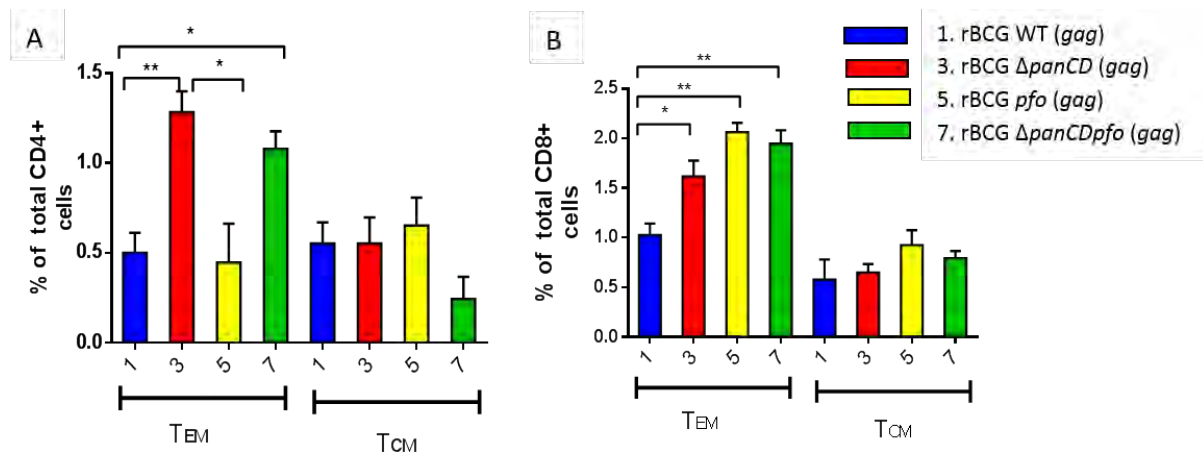 A
*
**
*
1.5
1.0
0.5
0.0
% of total CD4+
cells
1 3 5 7 1 3 5 7
TEM TCM
B
**
**
*
2.5
2.0
1.5
1.0
0.5
0.0
% of total CD8+
cells
1 3 5 7 1 3 5 7
TEM TCM
1. rBCG WT (gag)
3. rBCG ΔpanCD (gag)
5. rBCG pfo (gag)
7. rBCG ΔpanCDpfo (gag)